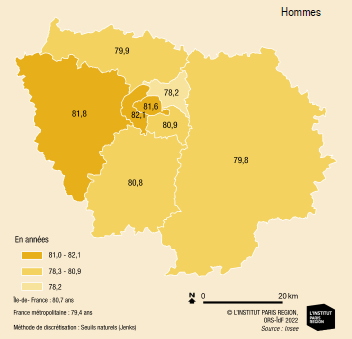 Hommes
79,9
78,2
81,8
81,6
82,1
80,9
79,8
80,8
En années
81,0 - 82,1
78,3 - 80,9
78,2
Île-de- France : 80,7 ans
France métropolitaine : 79,4 ans
Méthode de discrétisation : Seuils naturels (Jenks)
N
0 20 km
© L'INSTITUT PARIS REGION,
ORS-ÎdF 2022
Source : Insee
L'INSTITUT
PARIS
REGION